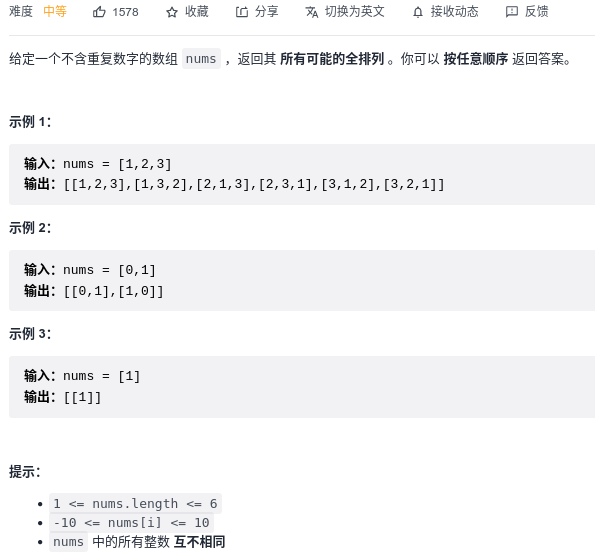 难度 中等 1578 收藏 分享 切换为英文 接收动态 反馈
给定一个不含重复数字的数组 nums ，返回其 所有可能的全排列 。你可以 按任意顺序 返回答案。
示例 1：
输入：nums = [1,2,3]
输出：[[1,2,3],[1,3,2],[2,1,3],[2,3,1],[3,1,2],[3,2,1]]
示例 2：
输入：nums = [0,1]
输出：[[0,1],[1,0]]
示例 3：
输入：nums = [1]
输出：[[1]]
提示：
• 1 <= nums.length <= 6
• -10 <= nums[i] <= 10
• nums 中的所有整数 互不相同